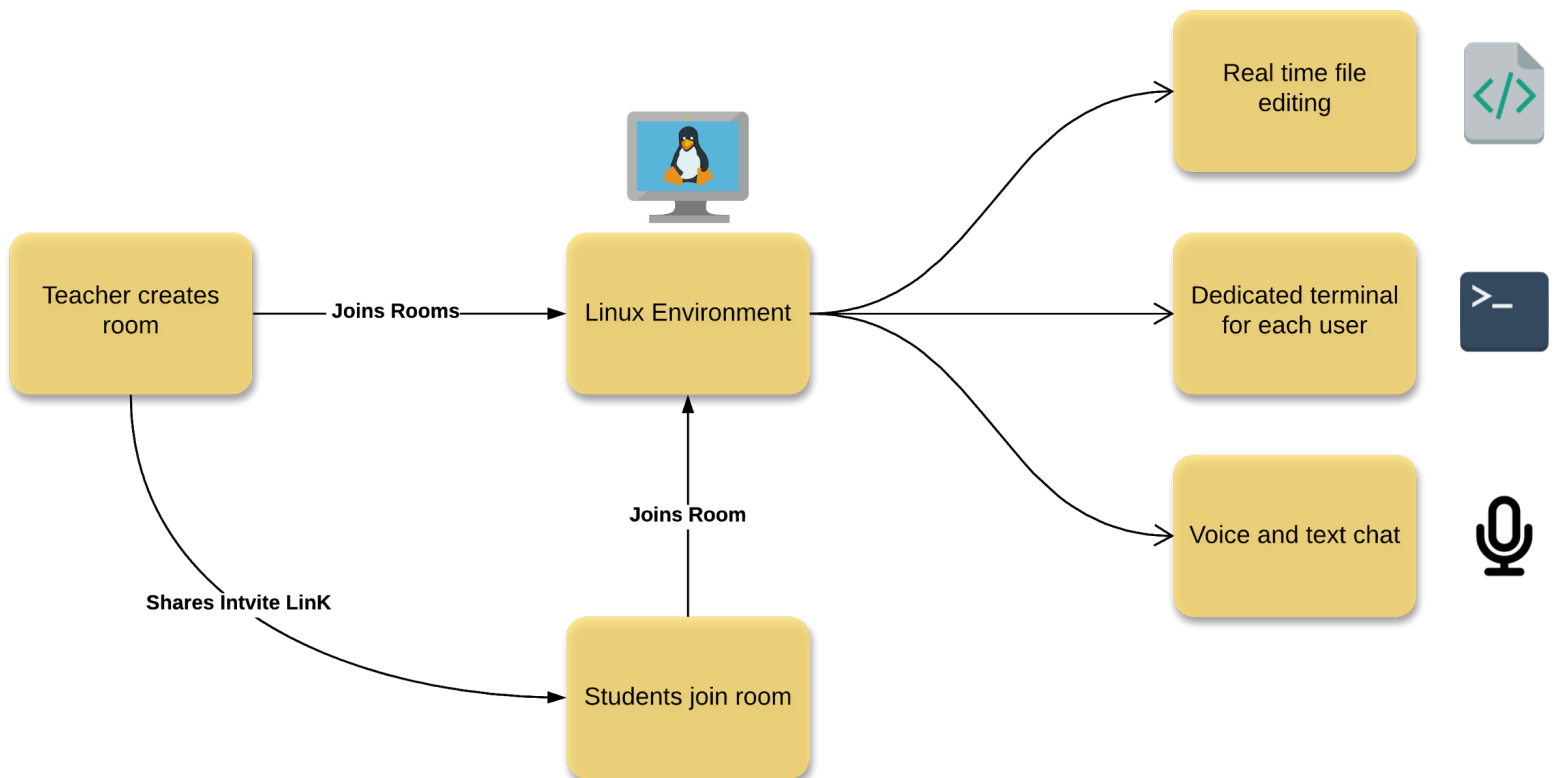 Real time file
editing
Teacher creates
room
Joins Rooms
Linux Environment
Dedicated terminal
for each user
>_
</>
Joins Room
Voice and text chat
Shares Intvite LinK
Students join room